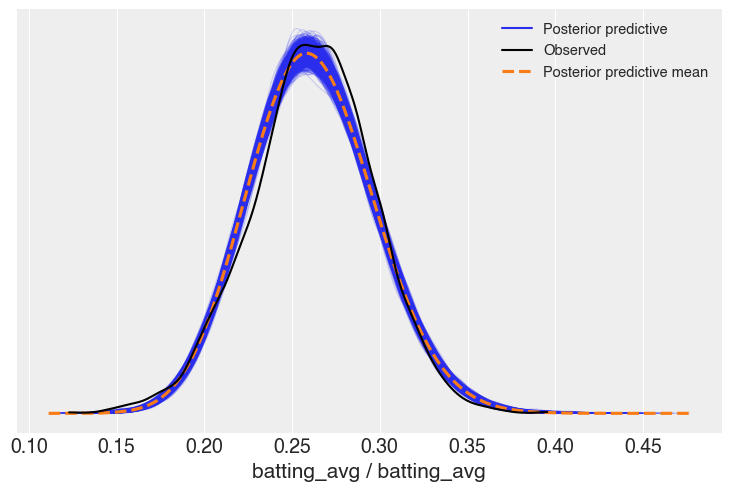 Posterior predictive
Observed
Posterior predictive mean
0.10 0.15 0.20 0.25 0.30 0.35 0.40 0.45
batting_avg / batting_avg